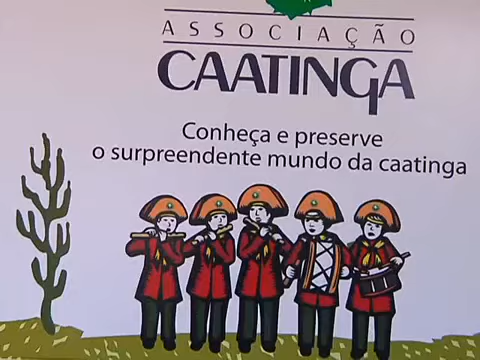 ASSOCIAÇÃO
CAATINGA
Conheça e preserve
o surpreendente mundo da caatinga